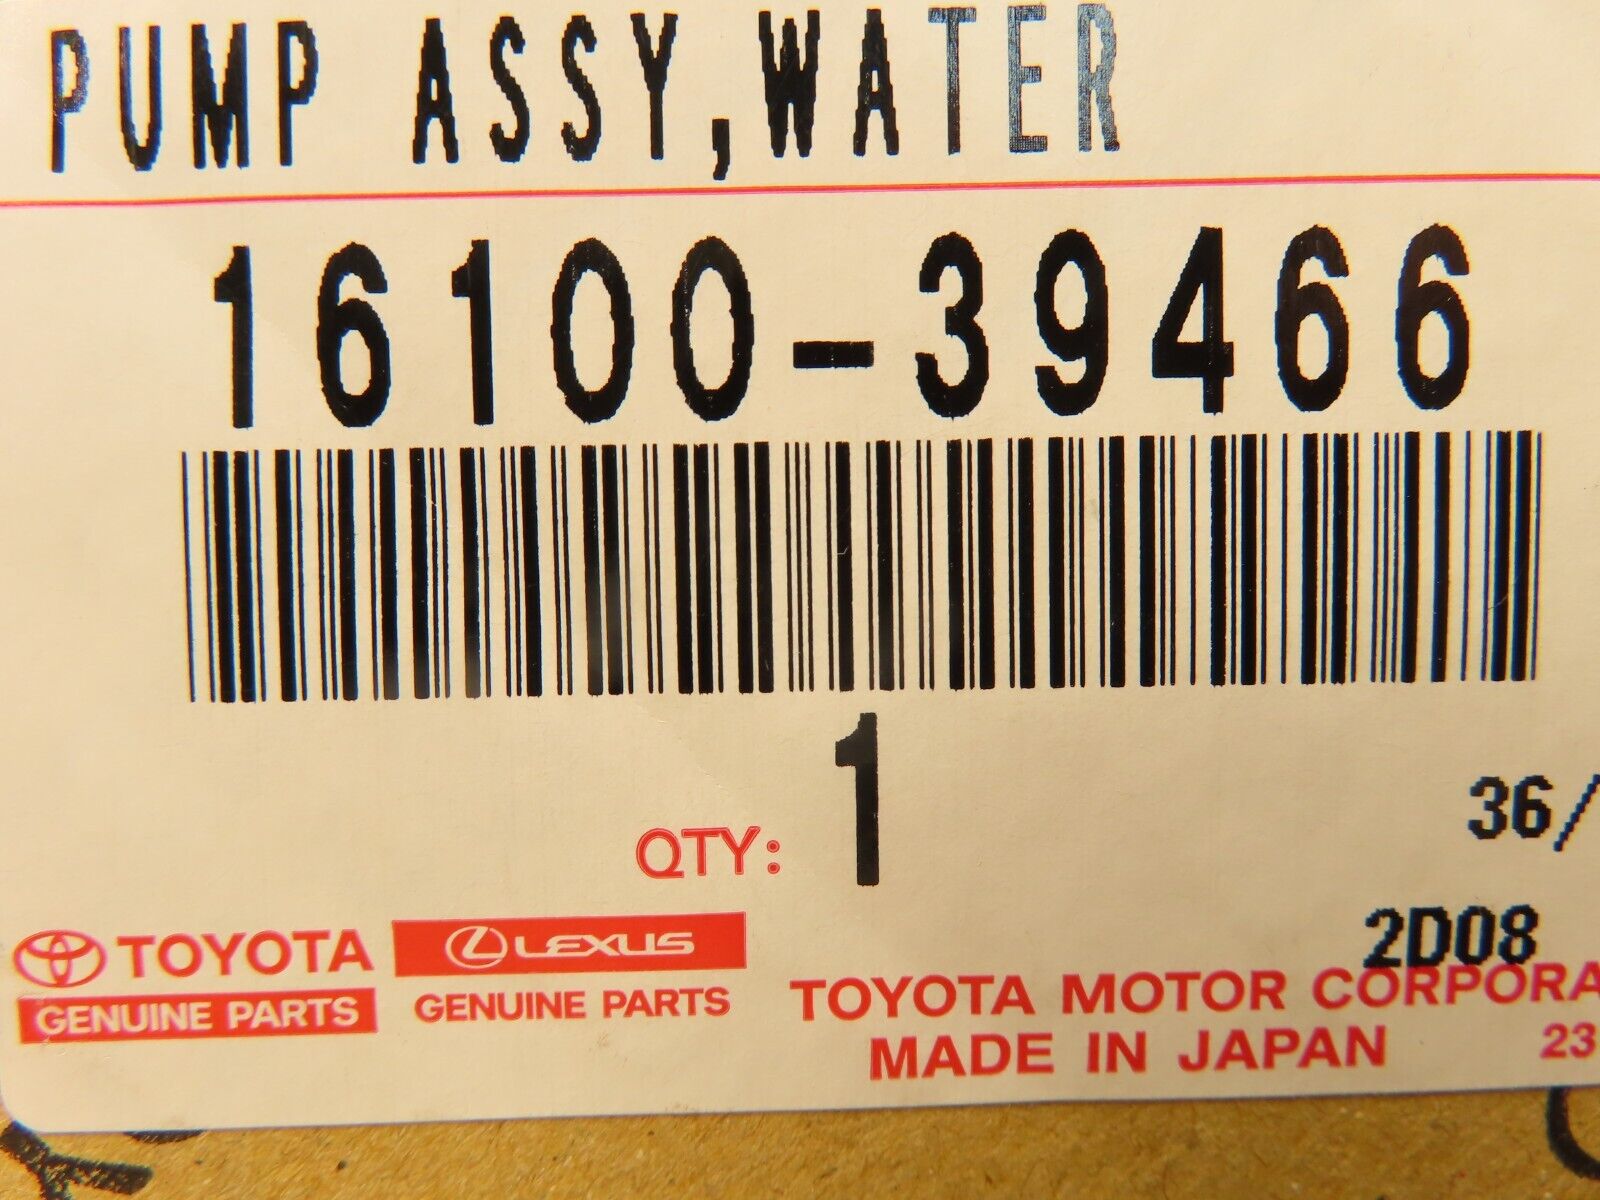 PUMP ASSY,WATER
16100-39466
1
QTY:
36/
2D08
TOYOTA
GENUINE PARTS
LEXUS
GENUINE PARTS
TOYOTA MOTOR CORPORA
MADE IN JAPAN
23